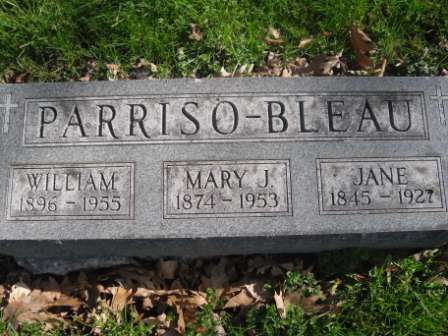 PARRISO-BLEAU
WILLIAM
1896 - 1955
MARY J.
1874 - 1953
JANE
1845 - 1927